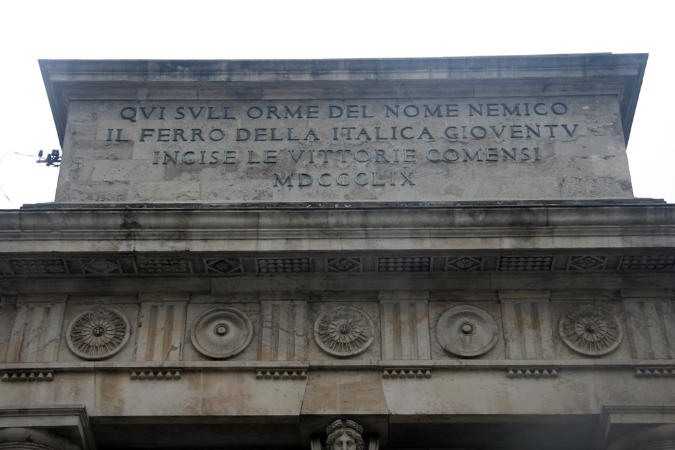 QVI SVLL ORME DEL NOME NEMICO
IL FERRO DELLA ITALICA GIOVENTV
INCISE LE VITTORIE COMENSI
MDCCCLIX